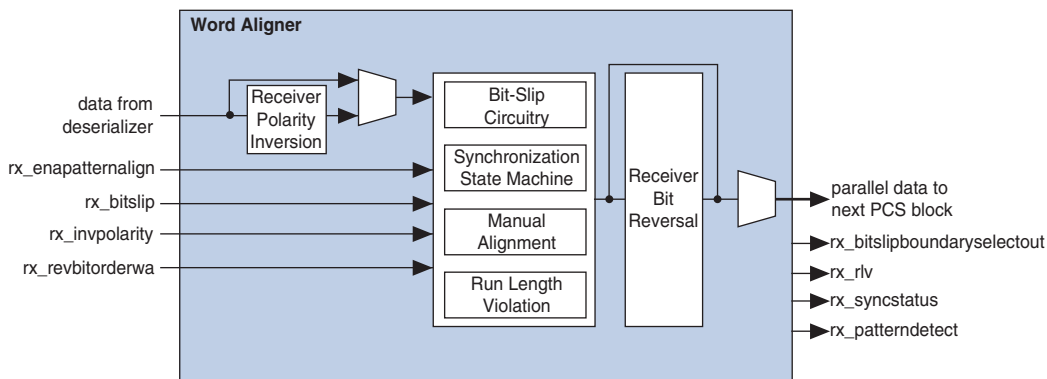 Word Aligner
data from
deserializer
Receiver
Polarity
Inversion
rx_enapatternalign
rx_bitslip
rx_invpolarity
rx_revbitorderwa
Bit-Slip
Circuitry
Synchronization
State Machine
Manual
Alignment
Run Length
Violation
Receiver
Bit
Reversal
parallel data to
next PCS block
rx_bitslipboundaryselectout
rx_rlv
rx_syncstatus
rx_patterndetect